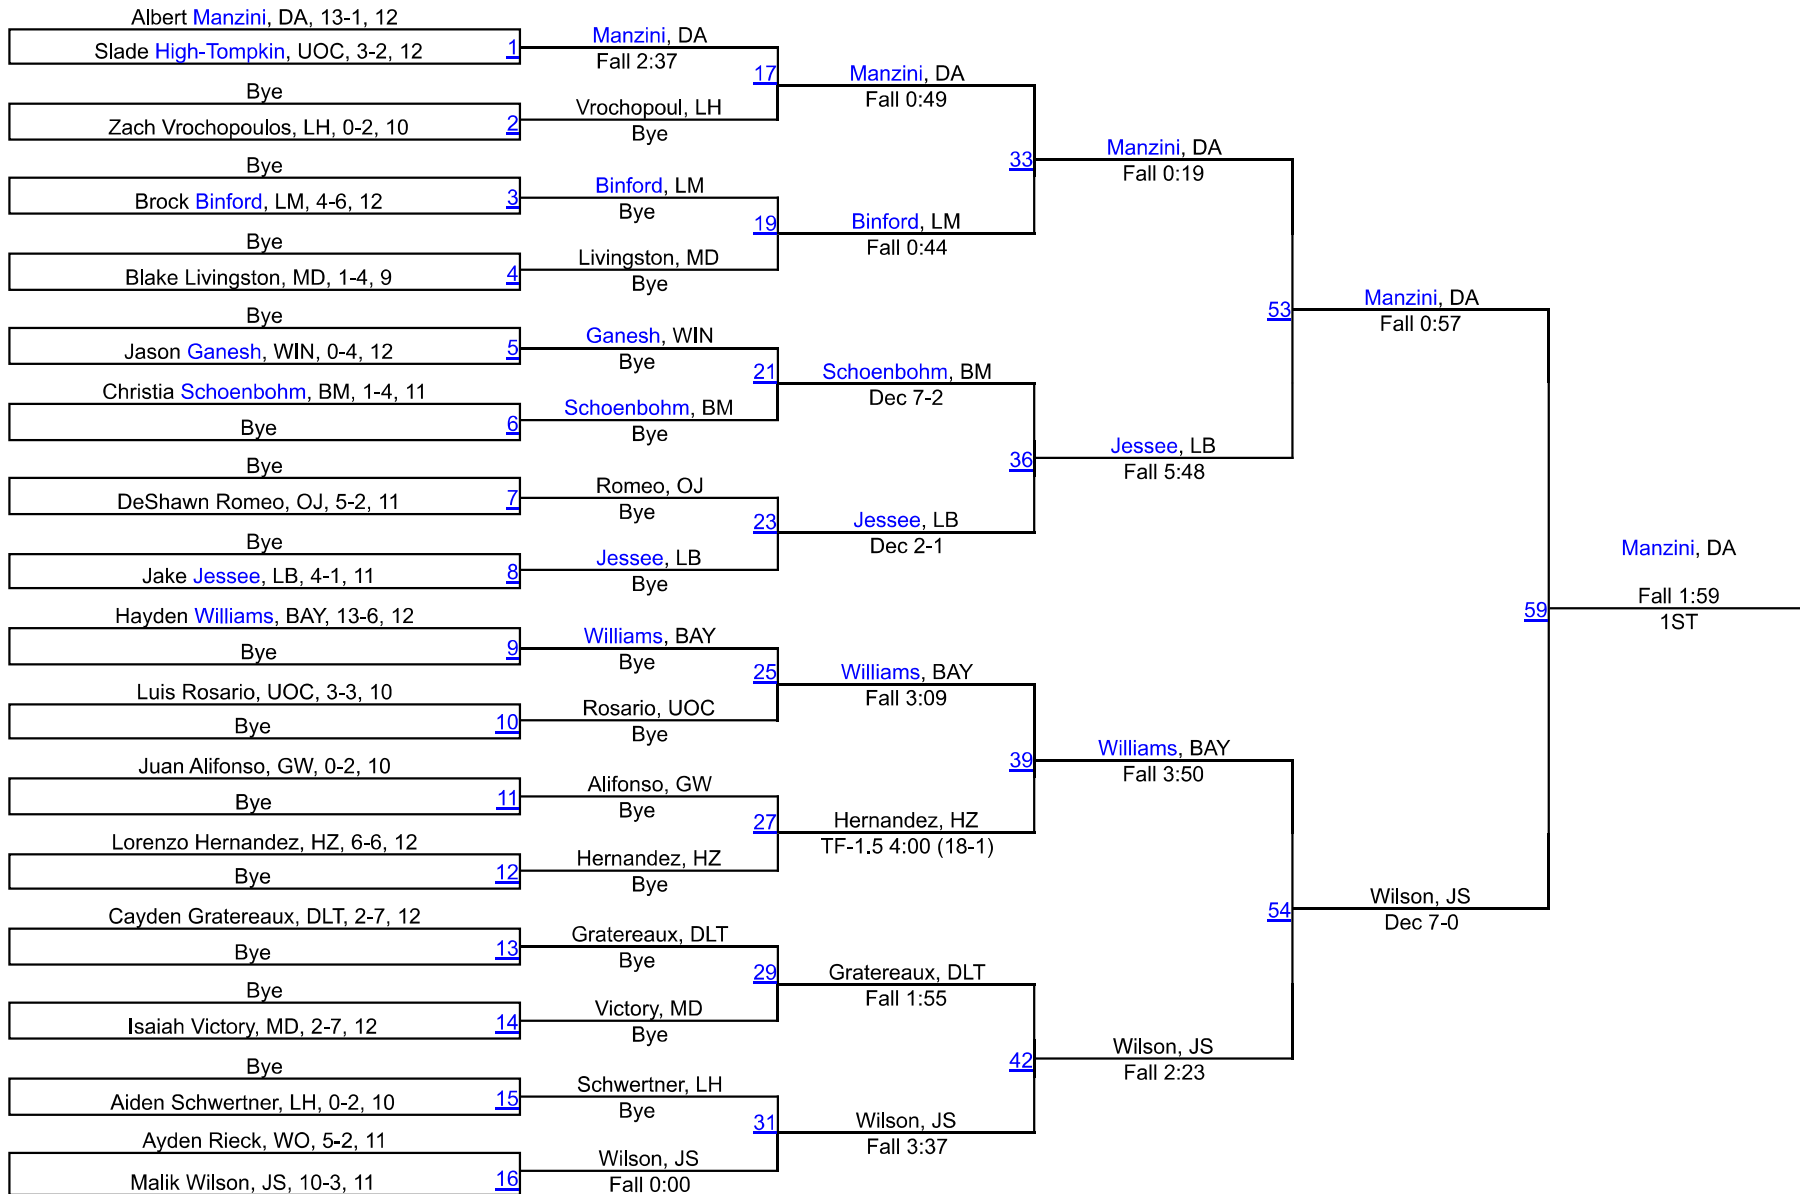 Albert Manzini, DA, 13-1, 12
Slade High-Tompkin, UOC, 3-2, 12
1
Bye
Zach Vrochopoulos, LH, 0-2, 10
2
Bye
Brock Binford, LM, 4-6, 12
3
Bye
Blake Livingston, MD, 1-4, 9
4
Bye
Jason Ganesh, WIN, 0-4, 12
5
Christia Schoenbohm, BM, 1-4, 11
Bye
6
Bye
DeShawn Romeo, OJ, 5-2, 11
7
Bye
Jake Jessee, LB, 4-1, 11
8
Hayden Williams, BAY, 13-6, 12
Bye
9
Luis Rosario, UOC, 3-3, 10
Bye
10
Juan Alifonso, GW, 0-2, 10
Bye
11
Lorenzo Hernandez, HZ, 6-6, 12
Bye
12
Cayden Gratereaux, DLT, 2-7, 12
Bye
13
Bye
Isaiah Victory, MD, 2-7, 12
14
Bye
Aiden Schwertner, LH, 0-2, 10
15
Ayden Rieck, WO, 5-2, 11
Malik Wilson, JS, 10-3, 11
16
Manzini, DA
Fall 2:37
17
Vrochopoul, LH
Bye
Binford, LM
Bye
19
Livingston, MD
Bye
Ganesh, WIN
Bye
21
Schoenbohm, BM
Bye
Romeo, OJ
Bye
23
Jessee, LB
Bye
Williams, BAY
Bye
25
Rosario, UOC
Bye
Alifonso, GW
Bye
27
Hernandez, HZ
Bye
Gratereaux, DLT
Bye
29
Victory, MD
Bye
Schwertner, LH
Bye
31
Wilson, JS
Fall 0:00
Manzini, DA
Fall 0:49
33
Binford, LM
Fall 0:44
Schoenbohm, BM
Dec 7-2
36
Jessee, LB
Dec 2-1
Williams, BAY
Fall 3:09
39
Hernandez, HZ
TF-1.5 4:00 (18-1)
Gratereaux, DLT
Fall 1:55
42
Wilson, JS
Fall 3:37
Manzini, DA
Fall 0:19
53
Jessee, LB
Fall 5:48
Williams, BAY
Fall 3:50
54
Wilson, JS
Fall 2:23
Manzini, DA
Fall 0:57
59
Wilson, JS
Dec 7-0
Manzini, DA
Fall 1:59
1ST